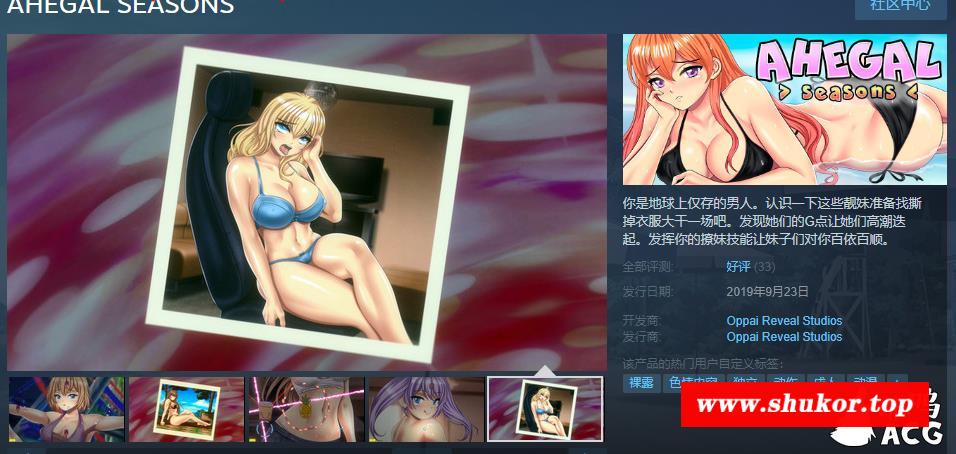 AHEGAL SEASONS
社区中心
AHEGAL
> seasons <
你是地球上仅存的男人。认识一下这些靓妹准备找撕
掉衣服大干一场吧。发现她们的G点让她们高潮迭
起。发挥你的撩妹技能让妹子们对你百依百顺。
全部评测: 好评 (33)
发行日期: 2019年9月23日
开发商: Oppai Reveal Studios
发行商: Oppai Reveal Studios
该产品的热门用户自定义标签:
裸露 色情内容 独立 动作 成人 动漫 +
www.shukor.top
ACG